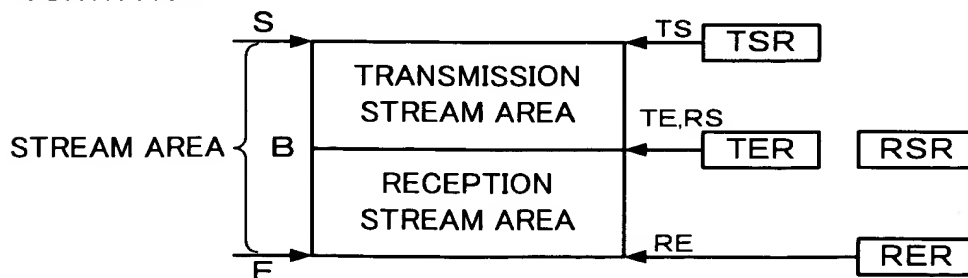 S
TS
TSR
TRANSMISSION
STREAM AREA
TE,RS
STREAM AREA
B
TER
RSR
RECEPTION
STREAM AREA
RE
RER
E